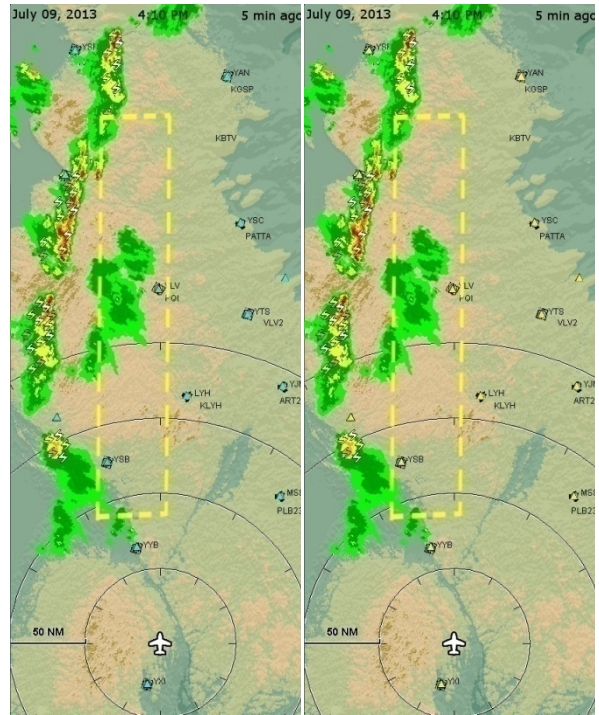 July 09, 2013 4:10 PM 5 min ago
YSI
YAN
KGSP
KBTV
YSC
PATTA
LV
YTS
VLV2
LYH
KLYH
ART2
YSB
MSS
PLB23
YYB
50 NM
YXI
July 09, 2013 4:10 PM 5 min ago
YSI
YAN
KGSP
KBTV
YSC
PATTA
LV
YTS
VLV2
LYH
KLYH
ART2
YSB
MSS
PLB23
YYB
50 NM
YXI